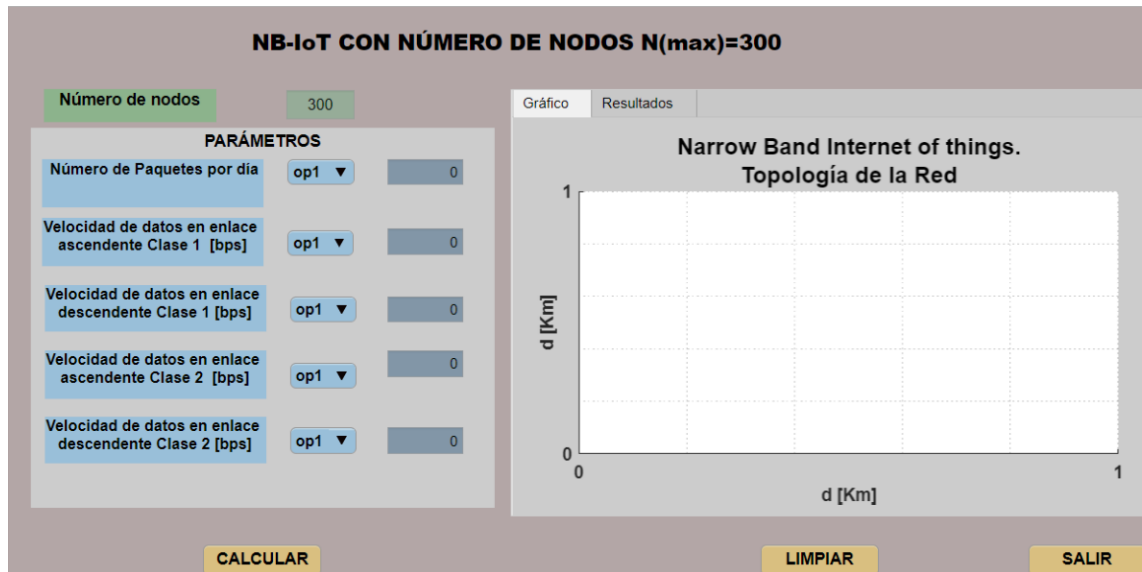 NB-IoT CON NÚMERO DE NODOS N(max)=300
Número de nodos
300
PARÁMETROS
Número de Paquetes por día
op1
0
Velocidad de datos en enlace
ascendente Clase 1 [bps]
op1
0
Velocidad de datos en enlace
descendente Clase 1 [bps]
op1
0
Velocidad de datos en enlace
ascendente Clase 2 [bps]
op1
0
Velocidad de datos en enlace
descendente Clase 2 [bps]
op1
0
Gráfico
Resultados
Narrow Band Internet of things.
Topología de la Red
1
d [Km]
0
0
1
d [Km]
CALCULAR
LIMPIAR
SALIR